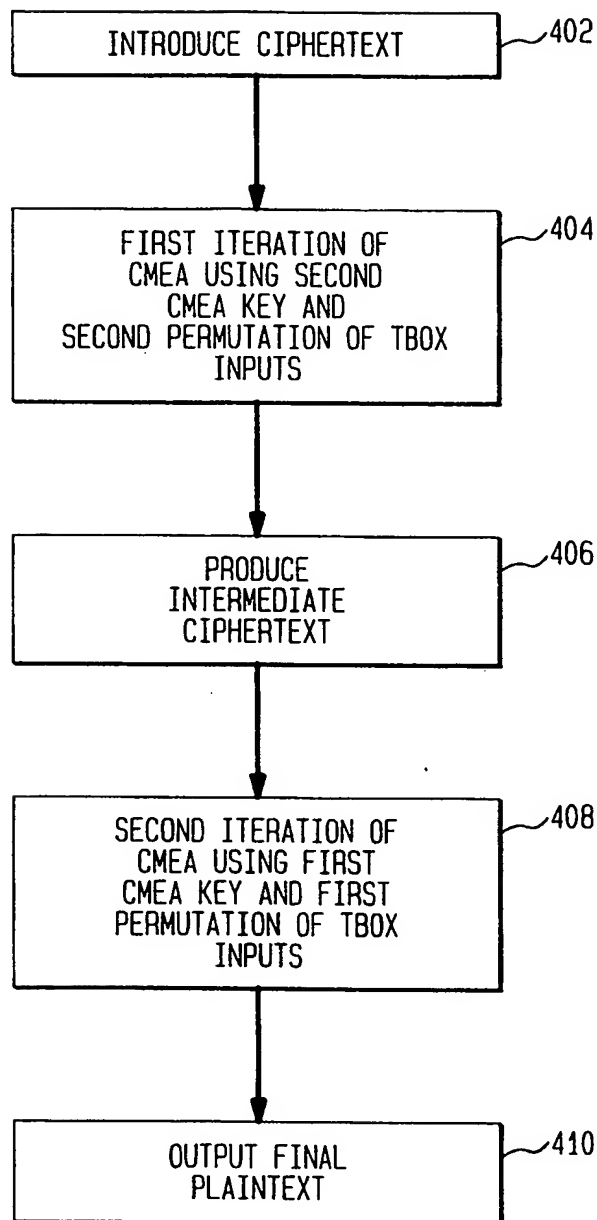 INTRODUCE CIPHERTEXT
402
FIRST ITERATION OF
CMEA USING SECOND
CMEA KEY AND
SECOND PERMUTATION OF TBOX
INPUTS
404
PRODUCE
INTERMEDIATE
CIPHERTEXT
406
SECOND ITERATION OF
CMEA USING FIRST
CMEA KEY AND FIRST
PERMUTATION OF TBOX
INPUTS
408
OUTPUT FINAL
PLAINTEXT
410